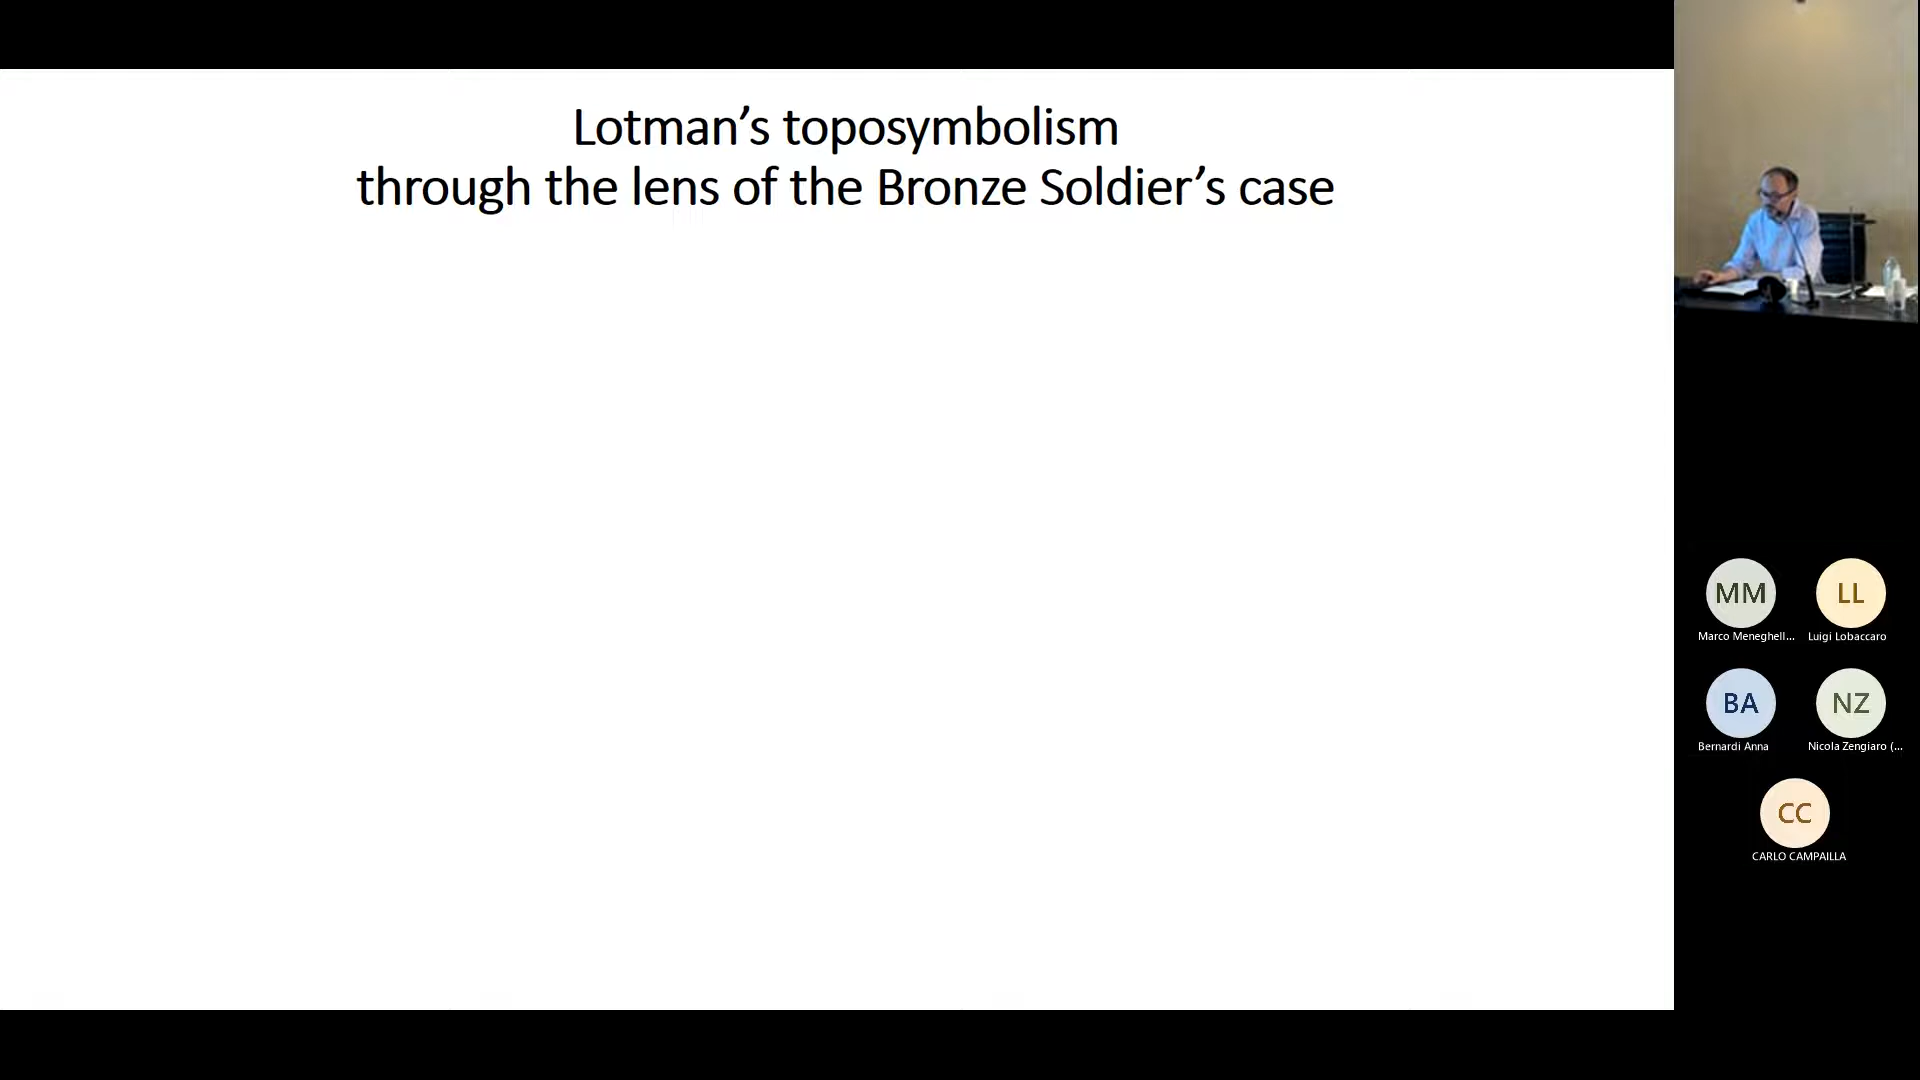 Lotman’s toposymbolism
through the lens of the Bronze Soldier’s case
MM
LL
Marco Meneghell...
Luigi Lobaccaro
BA
NZ
Bernardi Anna
Nicola Zengiaro (...
CC
CARLO CAMPAILLA